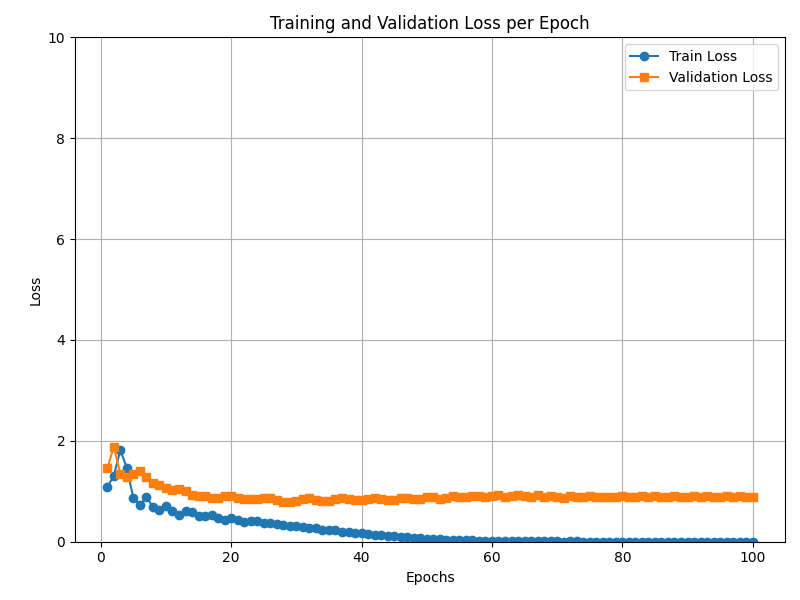 Training and Validation Loss per Epoch
10
8
6
4
2
0
Loss
Train Loss
Validation Loss
0 20 40 60 80 100
Epochs